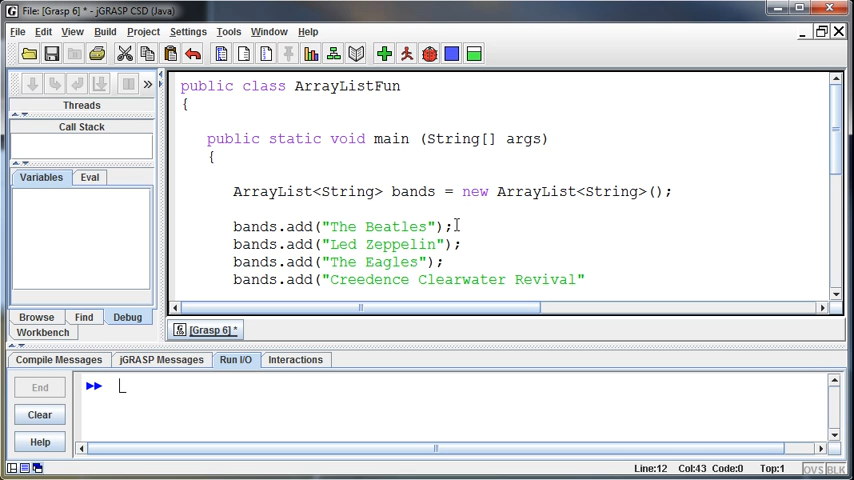 File: [Grasp 6] * - jGRASP CSD (Java)
File Edit View Build Project Settings Tools Window Help
Threads
Call Stack
Variables Eval
Browse Find Debug
Workbench
public class ArrayListFun
{
public static void main (String[] args)
{
ArrayList<String> bands = new ArrayList<String>();
bands.add("The Beatles");
bands.add("Led Zeppelin");
bands.add("The Eagles");
bands.add("Creedence Clearwater Revival"
[Grasp 6] *
Compile Messages jGRASP Messages Run I/O Interactions
End
Clear
Help
Line:12 Col:43 Code:0 Top:1 OVS BLK